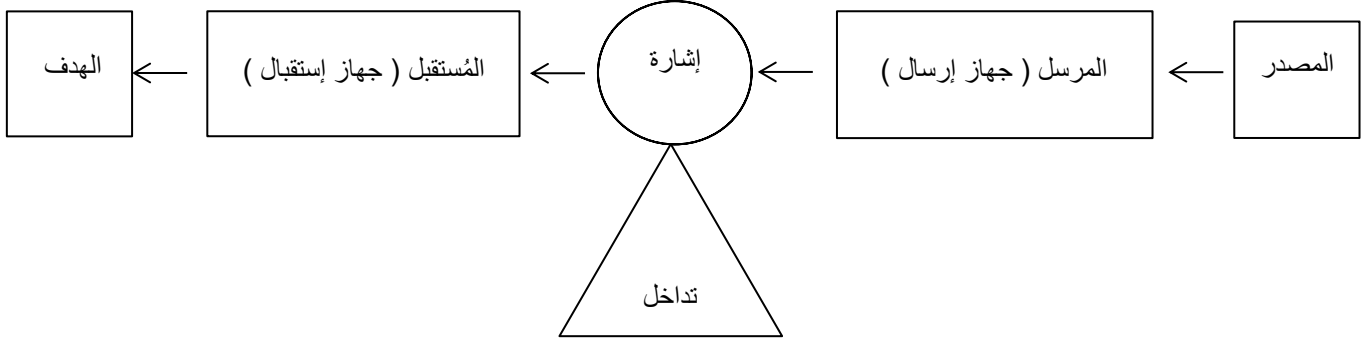 المصدر
المرسل ( جهاز إرسال )
إشارة
المُستقبل ( جهاز إستقبال )
الهدف
تداخل